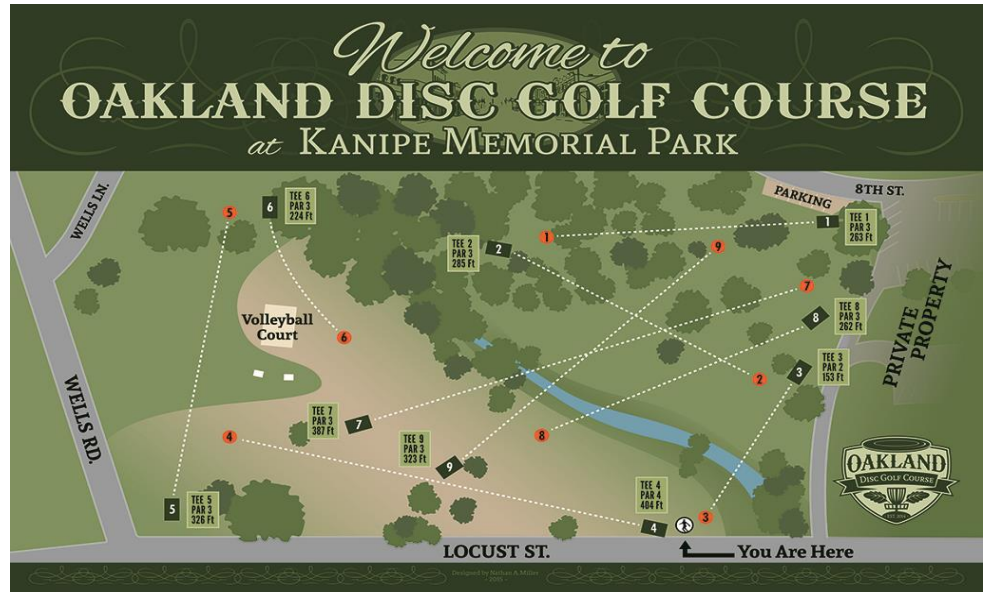 Welcome to
OAKLAND DISC GOLF COURSE
at KANIPE MEMORIAL PARK
WELLS LN.
5
6
TEE 6
PAR 3
224 Ft
PARKING
8TH ST.
1
TEE 1
PAR 3
263 Ft
TEE 2
PAR 3
285 Ft
2
1
9
7
8
TEE 8
PAR 3
262 Ft
PRIVATE
PROPERTY
Volleyball
Court
6
3
TEE 3
PAR 2
153 Ft
2
WELLS RD.
TEE 7
PAR 3
387 Ft
7
4
TEE 9
PAR 3
323 Ft
9
8
OAKLAND
DISC GOLF COURSE
5
TEE 5
PAR 3
326 Ft
TEE 4
PAR 4
404 Ft
4
3
LOCUST ST.
You Are Here
Designed by Nathan A Miller